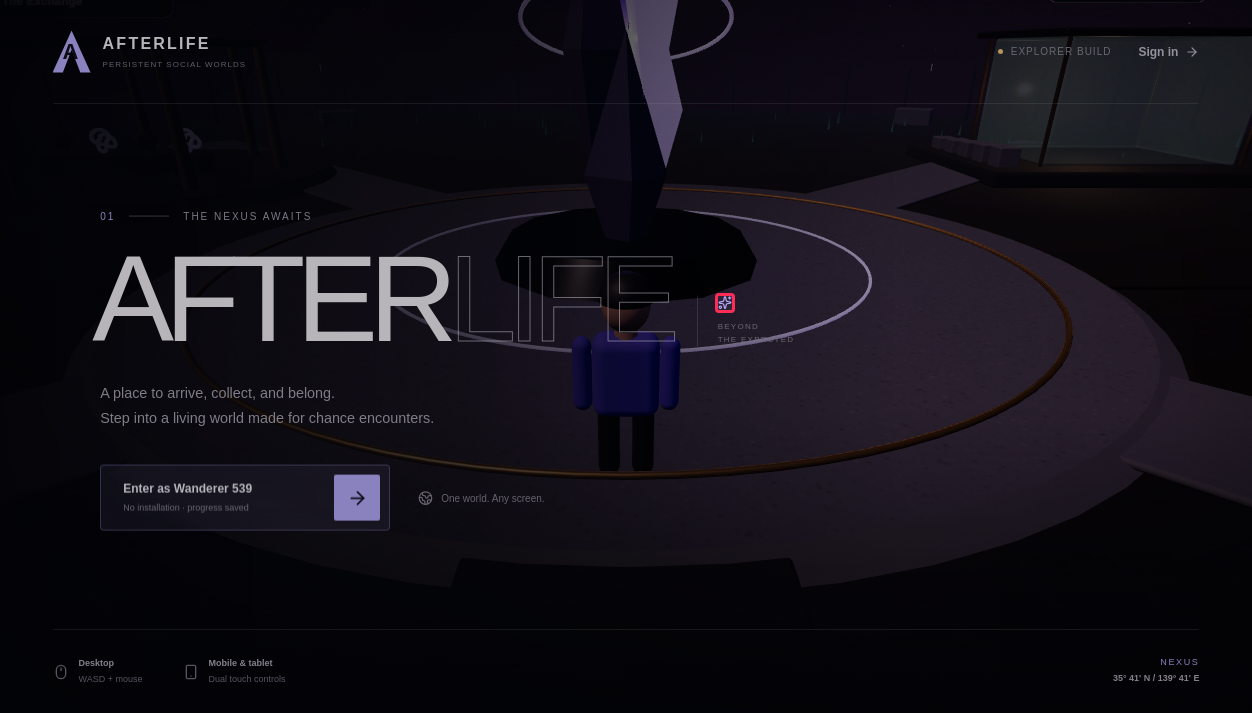 The Exchange
AFTERLIFE
PERSISTENT SOCIAL WORLDS
EXPLORER BUILD
Sign in
01
THE NEXUS AWAITS
AFTERLIFE
BEYOND
THE EXPECTED
A place to arrive, collect, and belong.
Step into a living world made for chance encounters.
Enter as Wanderer 539
No installation · progress saved
One world. Any screen.
Desktop
WASD + mouse
Mobile & tablet
Dual touch controls
NEXUS
35° 41' N / 139° 41' E